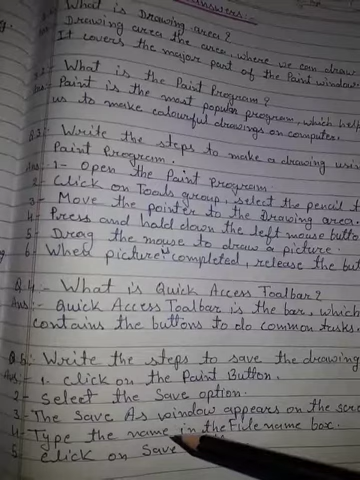 answers:-
What is Drawing area?
Drawing area the area, where we can draw
It covers the major part of the Paint window
What is the Paint Program?
Paint is the most popular program, which help
us to make colourful drawings on computer.
Q.3:- Write the steps to make a drawing usin
Paint Program.
Ans:- 1- Open the Paint Program.
2- Click on Toals group, select the pencil t
3- Move the pointer to the Drawing area.
4- Press and hold down the left mouse butto
5- Drag the mouse to draw a picture.
6- When picture completed, release the but
Q.4:- What is Quick Access Toolbar?
Ans:- Quick Access Toolbar is the bar, which
contains the buttons to do common tasks.
Write the steps to save the drawing
Ans:- 1. Click on the Paint Button.
2- Select the Save option.
3- The Save As window appears on the scre
4- Type the name in the File name box.
5- Click on Save